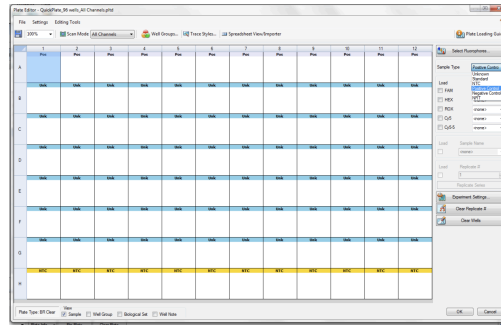 Plate Editor - QuickPlate_96 wells_All Channels.pltd
File Settings Editing Tools
100% Scan Mode All Channels Well Groups... Trace Styles... Spreadsheet View/Importer Plate Loading Guide
1 2 3 4 5 6 7 8 9 10 11 12
A Pos Pos Pos Pos Pos Pos Pos Pos Pos Pos Pos Pos
B Unk Unk Unk Unk Unk Unk Unk Unk Unk Unk Unk Unk
C Unk Unk Unk Unk Unk Unk Unk Unk Unk Unk Unk Unk
D Unk Unk Unk Unk Unk Unk Unk Unk Unk Unk Unk Unk
E Unk Unk Unk Unk Unk Unk Unk Unk Unk Unk Unk Unk
F Unk Unk Unk Unk Unk Unk Unk Unk Unk Unk Unk Unk
G Unk Unk Unk Unk Unk Unk Unk Unk Unk Unk Unk Unk
H NTC NTC NTC NTC NTC NTC NTC NTC NTC NTC NTC NTC
Select Fluorophores...
Sample Type Positive Control
Unknown
Standard
NTC
Positive Control
Negative Control
NRT
Load
FAM
HEX <none>
ROX <none>
Cy5 <none>
Cy5-5 <none>
Load Sample Name
<none>
Load Replicate #
1
Replicate Series
Experiment Settings...
Clear Replicate #
Clear Wells
Plate Type: BR Clear
View
Sample Well Group Biological Set Well Note
OK Cancel